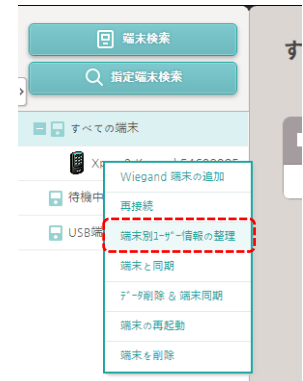 端末検索
指定端末検索
す
すべての端末
Wiegand 端末の追加
待機中
再接続
USB端
端末別ﾕｰｻﾞｰ情報の整理
端末と同期
ﾃﾞｰﾀ削除 & 端末同期
端末の再起動
端末を削除